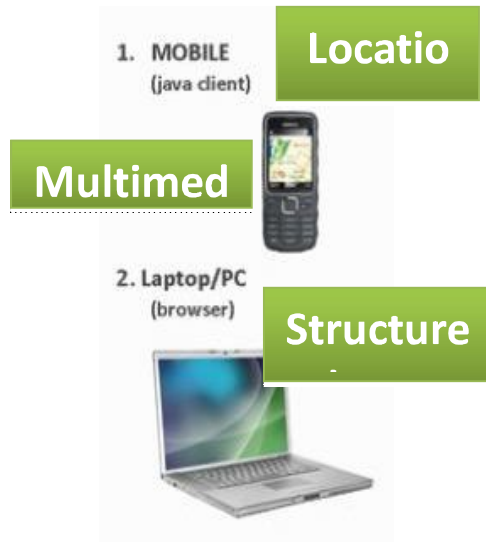 1. MOBILE
(java client)
Locatio
Multimed
2. Laptop/PC
(browser)
Structure